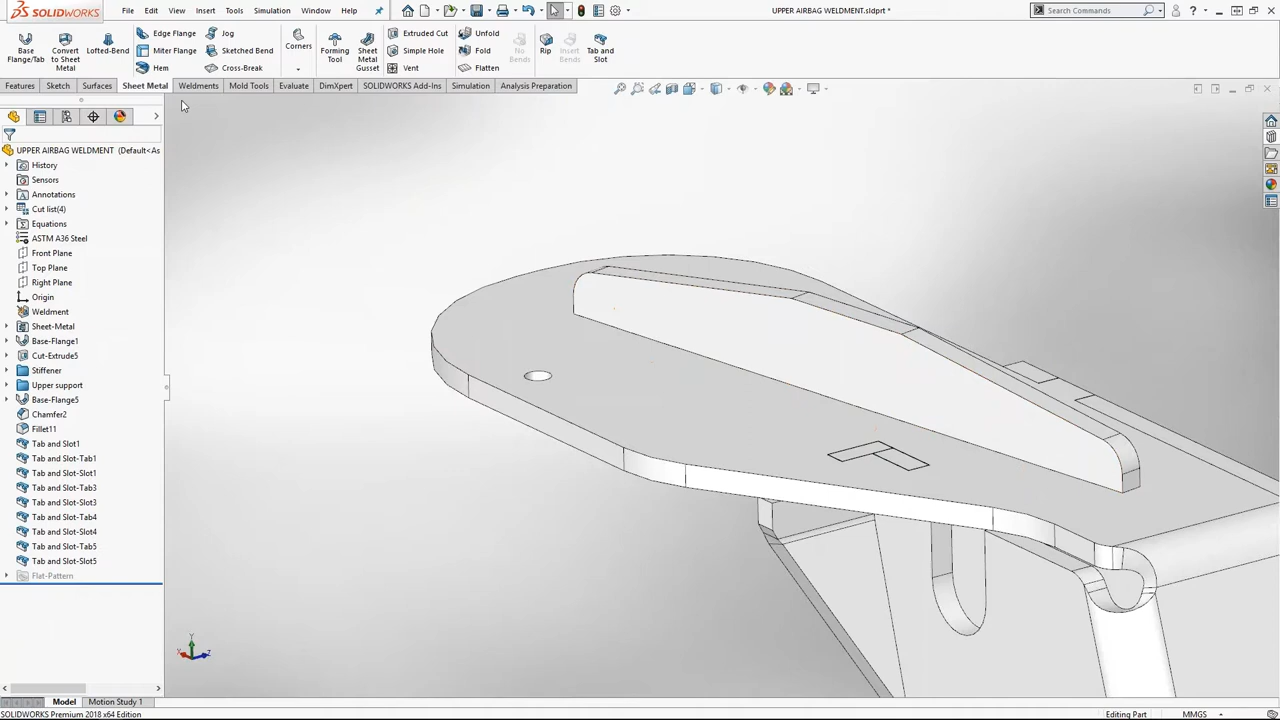 SOLIDWORKS
File Edit View Insert Tools Simulation Window Help
UPPER AIRBAG WELDMENT.sldprt *
Search Commands
Base Flange/Tab
Convert to Sheet Metal
Lofted-Bend
Edge Flange
Miter Flange
Hem
Jog
Sketched Bend
Cross-Break
Corners
Forming Tool
Sheet Metal Gusset
Extruded Cut
Simple Hole
Vent
Unfold
Fold
Flatten
No Bends
Rip
Insert Bends
Tab and Slot
Features Sketch Surfaces Sheet Metal Weldments Mold Tools Evaluate DimXpert SOLIDWORKS Add-Ins Simulation Analysis Preparation
UPPER AIRBAG WELDMENT (Default<As
History
Sensors
Annotations
Cut list(4)
Equations
ASTM A36 Steel
Front Plane
Top Plane
Right Plane
Origin
Weldment
Sheet-Metal
Base-Flange1
Cut-Extrude5
Stiffener
Upper support
Base-Flange5
Chamfer2
Fillet11
Tab and Slot1
Tab and Slot-Tab1
Tab and Slot-Slot1
Tab and Slot-Tab3
Tab and Slot-Slot3
Tab and Slot-Tab4
Tab and Slot-Slot4
Tab and Slot-Tab5
Tab and Slot-Slot5
Flat-Pattern
Y
X
Z
Model Motion Study 1
SOLIDWORKS Premium 2018 x64 Edition
Editing Part
MMGS